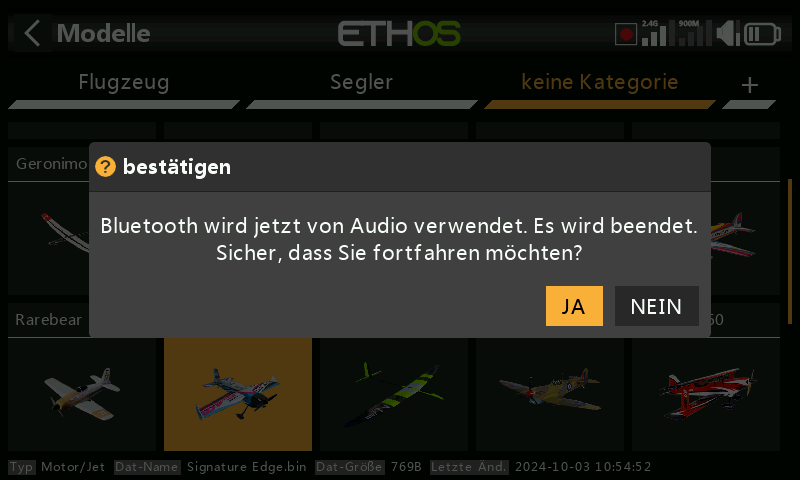 Modelle
ETHOS
2.4G
900M
Flugzeug
Segler
keine Kategorie
+
Geronimo
? bestätigen
Bluetooth wird jetzt von Audio verwendet. Es wird beendet.
Sicher, dass Sie fortfahren möchten?
JA
NEIN
Rarebear
Typ Motor/Jet Dat-Name Signature Edge.bin Dat-Größe 769B Letzte Änd. 2024-10-03 10:54:52